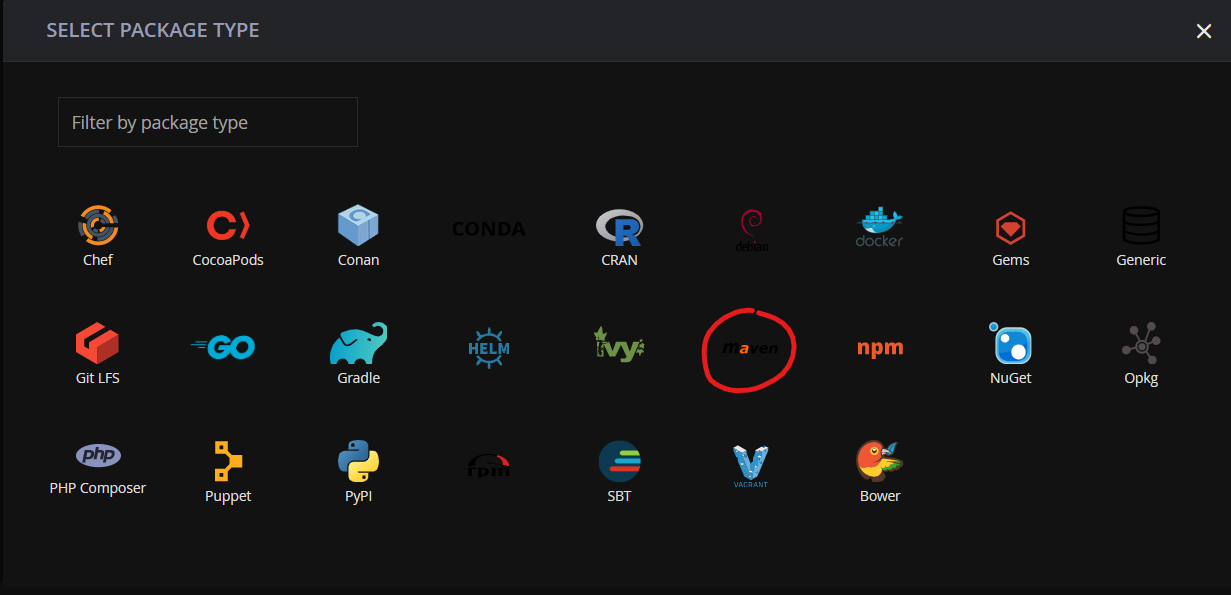 SELECT PACKAGE TYPE
Filter by package type
CONDA
debian
docker
Chef
CocoaPods
Conan
CRAN
Gems
Generic
GO
HELM
ivy
maven
npm
Git LFS
Gradle
NuGet
Opkg
php
rpm
VAGRANT
PHP Composer
Puppet
PyPI
SBT
Bower